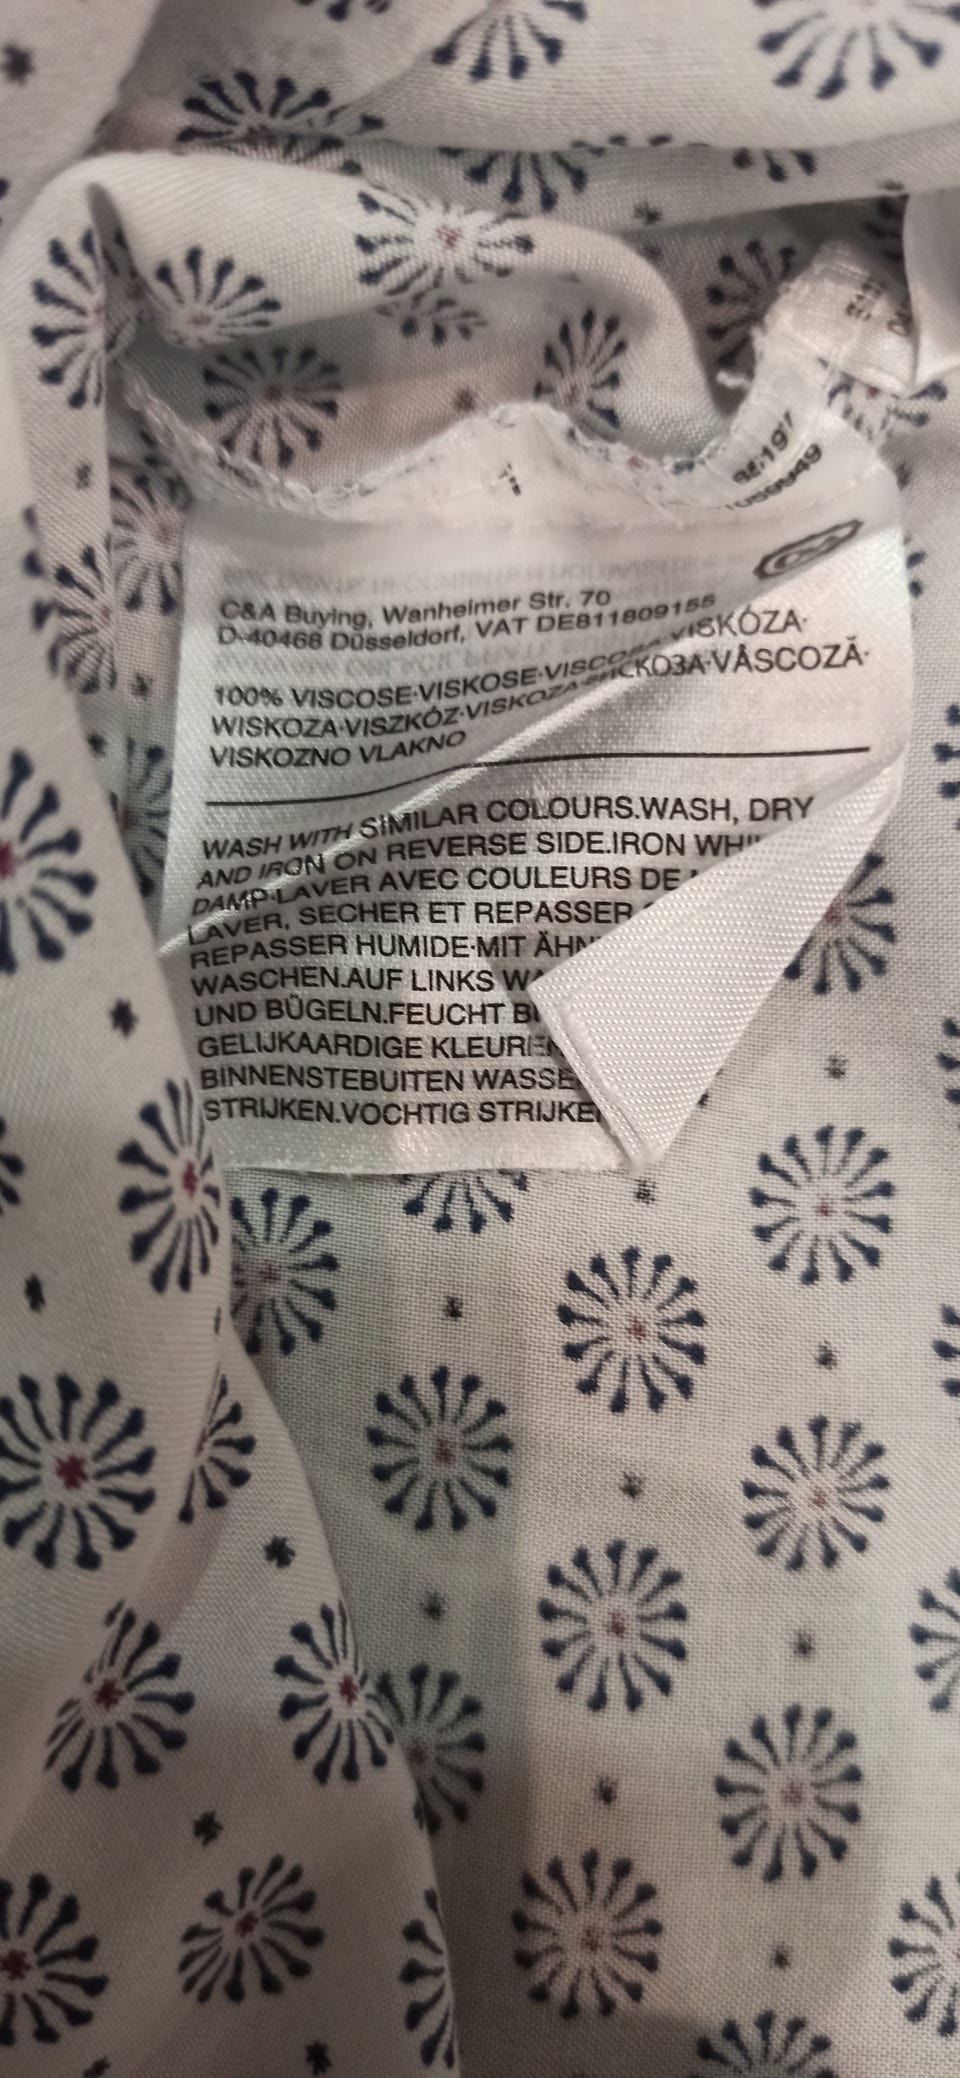 C&A
C&A Buying, Wanheimer Str. 70
D-40468 Düsseldorf, VAT DE811809155
100% VISCOSE·VISKOSE·VISCOSA·VISKÓZA·
WISKOZA·VISZKÓZ·VISKOZA·ВИСКОЗА·VÂSCOZĂ·
VISKOZNO VLAKNO
WASH WITH SIMILAR COLOURS.WASH, DRY
AND IRON ON REVERSE SIDE.IRON WHI
DAMP·LAVER AVEC COULEURS DE
LAVER, SECHER ET REPASSER
REPASSER HUMIDE·MIT ÄHN
WASCHEN.AUF LINKS WA
UND BÜGELN.FEUCHT B
GELIJKAARDIGE KLEUREN
BINNENSTEBUITEN WASSE
STRIJKEN.VOCHTIG STRIJKE